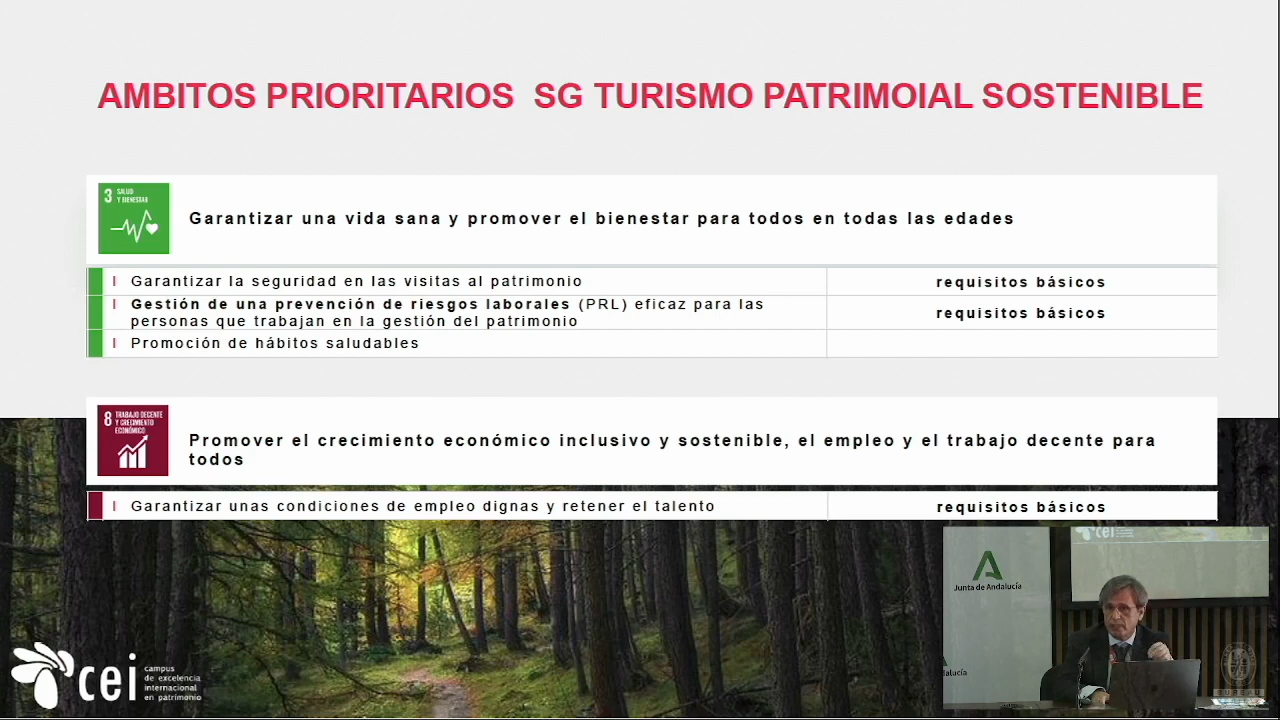 AMBITOS PRIORITARIOS SG TURISMO PATRIMOIAL SOSTENIBLE
3 SALUD
Y BIENESTAR
Garantizar una vida sana y promover el bienestar para todos en todas las edades
Garantizar la seguridad en las visitas al patrimonio
requisitos básicos
Gestión de una prevención de riesgos laborales (PRL) eficaz para las
personas que trabajan en la gestión del patrimonio
requisitos básicos
Promoción de hábitos saludables
8 TRABAJO DECENTE
Y CRECIMIENTO
ECONÓMICO
Promover el crecimiento económico inclusivo y sostenible, el empleo y el trabajo decente para
todos
Garantizar unas condiciones de empleo dignas y retener el talento
requisitos básicos
cei
Junta de Andalucía
dalucía
cei
campus
de excelencia
internacional
en patrimonio
BUREAU